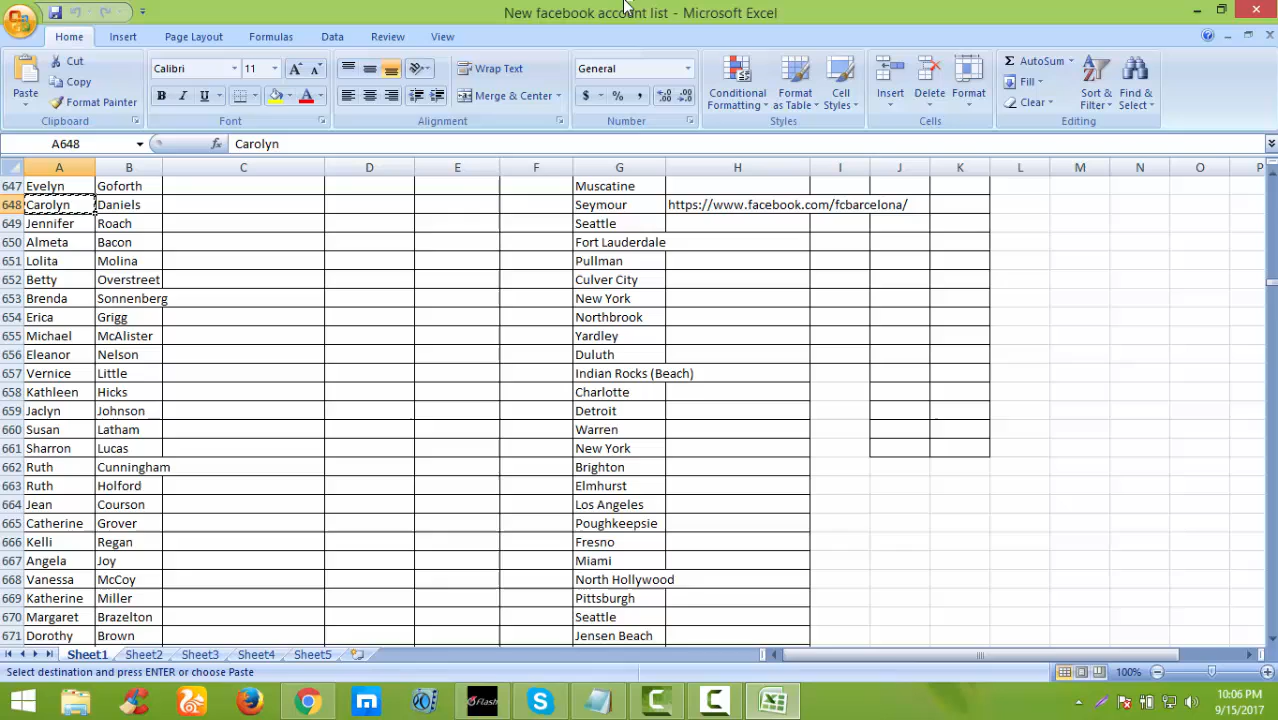 New facebook account list - Microsoft Excel
Home Insert Page Layout Formulas Data Review View
Paste Cut Copy Format Painter Clipboard
Calibri 11 B I U A Font
Wrap Text Merge & Center Alignment
General $ % , Number
Conditional Formatting Format as Table Cell Styles Styles
Insert Delete Format Cells
Σ AutoSum Fill Clear Sort & Filter Find & Select Editing
A648 fx Carolyn
A B C D E F G H I J K L M N O P
647 Evelyn Goforth Muscatine
648 Carolyn Daniels Seymour https://www.facebook.com/fcbarcelona/
649 Jennifer Roach Seattle
650 Almeta Bacon Fort Lauderdale
651 Lolita Molina Pullman
652 Betty Overstreet Culver City
653 Brenda Sonnenberg New York
654 Erica Grigg Northbrook
655 Michael McAlister Yardley
656 Eleanor Nelson Duluth
657 Vernice Little Indian Rocks (Beach)
658 Kathleen Hicks Charlotte
659 Jaclyn Johnson Detroit
660 Susan Latham Warren
661 Sharron Lucas New York
662 Ruth Cunningham Brighton
663 Ruth Holford Elmhurst
664 Jean Courson Los Angeles
665 Catherine Grover Poughkeepsie
666 Kelli Regan Fresno
667 Angela Joy Miami
668 Vanessa McCoy North Hollywood
669 Katherine Miller Pittsburgh
670 Margaret Brazelton Seattle
671 Dorothy Brown Jensen Beach
Sheet1 Sheet2 Sheet3 Sheet4 Sheet5
Select destination and press ENTER or choose Paste 100%
10:06 PM
9/15/2017